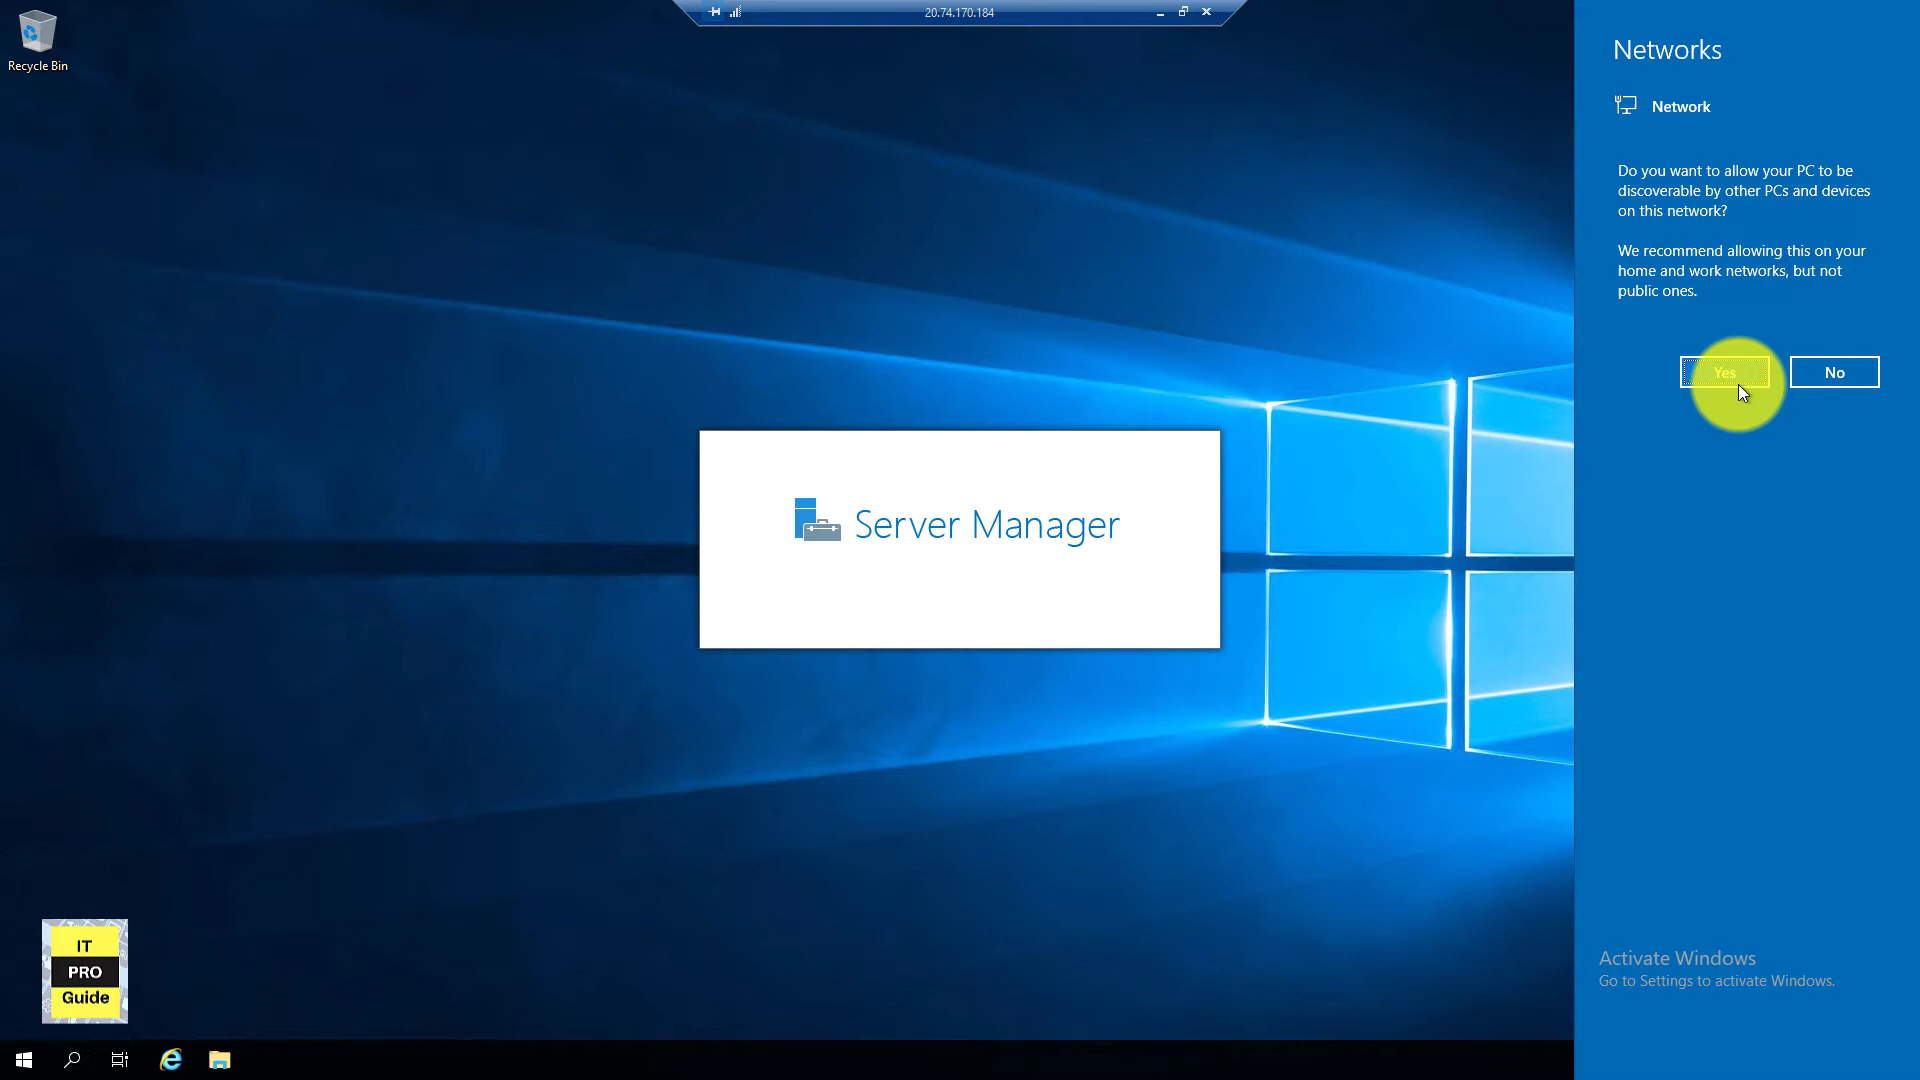 20.74.170.184
Recycle Bin
Networks
Network
Do you want to allow your PC to be
discoverable by other PCs and devices
on this network?
We recommend allowing this on your
home and work networks, but not
public ones.
Yes
No
Server Manager
IT
PRO
Guide
Activate Windows
Go to Settings to activate Windows.